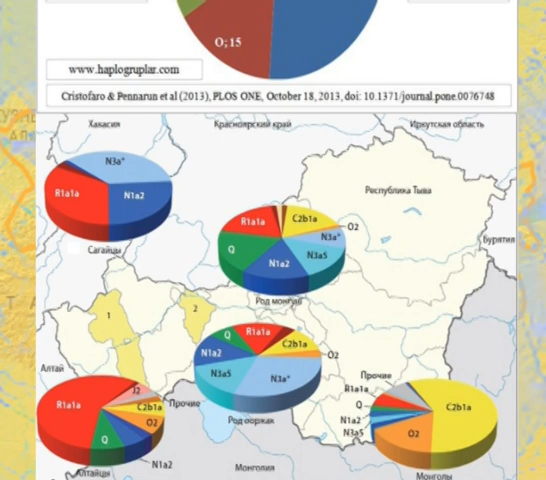 O; 15
www.haplogruplar.com
Cristofaro & Pennarun et al (2013), PLOS ONE, October 18, 2013, doi: 10.1371/journal.pone.0076748
Хакасия
Красноярский край
Иркутская область
N3a*
R1a1a
N1a2
Сагайцы
Республика Тыва
R1a1a
C2b1a
O2
N3a*
Q
N3a5
N1a2
Бурятия
Род монгуш
1
2
Q
R1a1a
C2b1a
N1a2
O2
N3a5
N3a*
Род ооржак
Алтай
J2
R1a1a
C2b1a
Прочие
O2
Q
N1a2
Алтайцы
Монголия
Прочие
R1a1a
C2b1a
Q
N1a2
N3a5
O2
Монголы